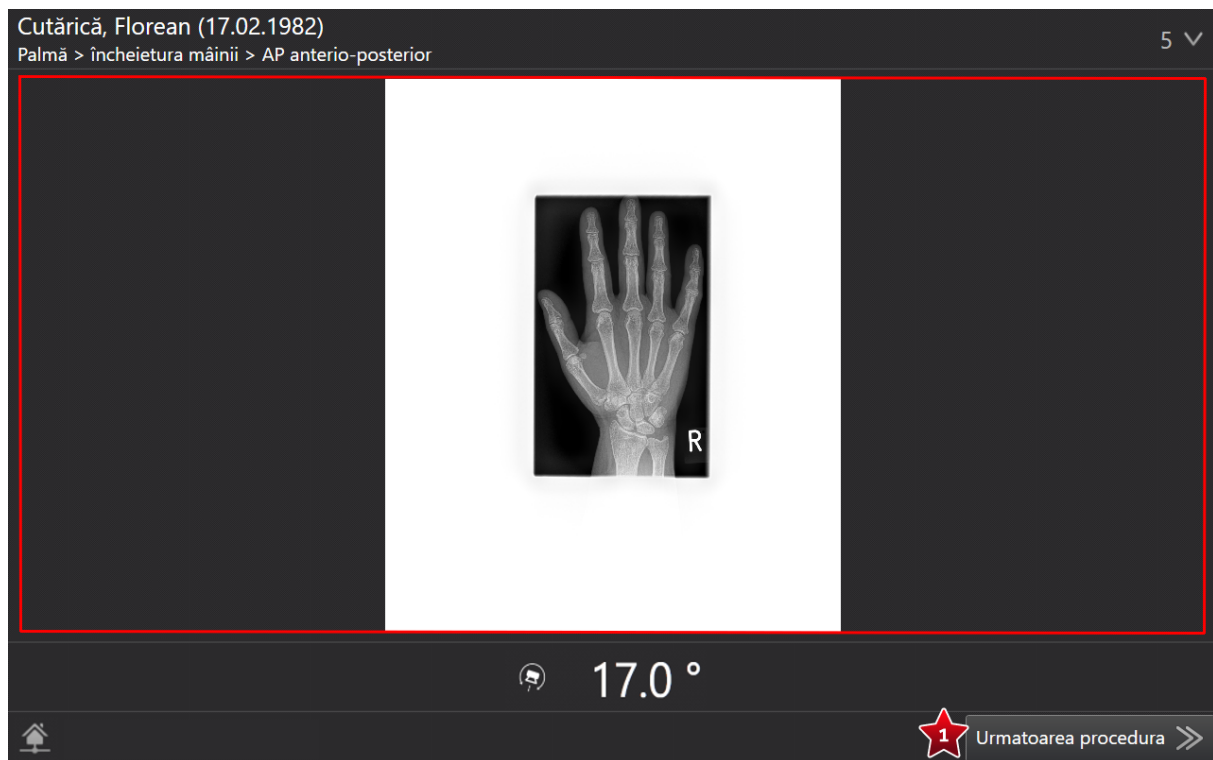 Cutărică, Florean (17.02.1982)
5
Palmă > încheietura mâinii > AP anterio-posterior
R
17.0 °
1
Urmatoarea procedura